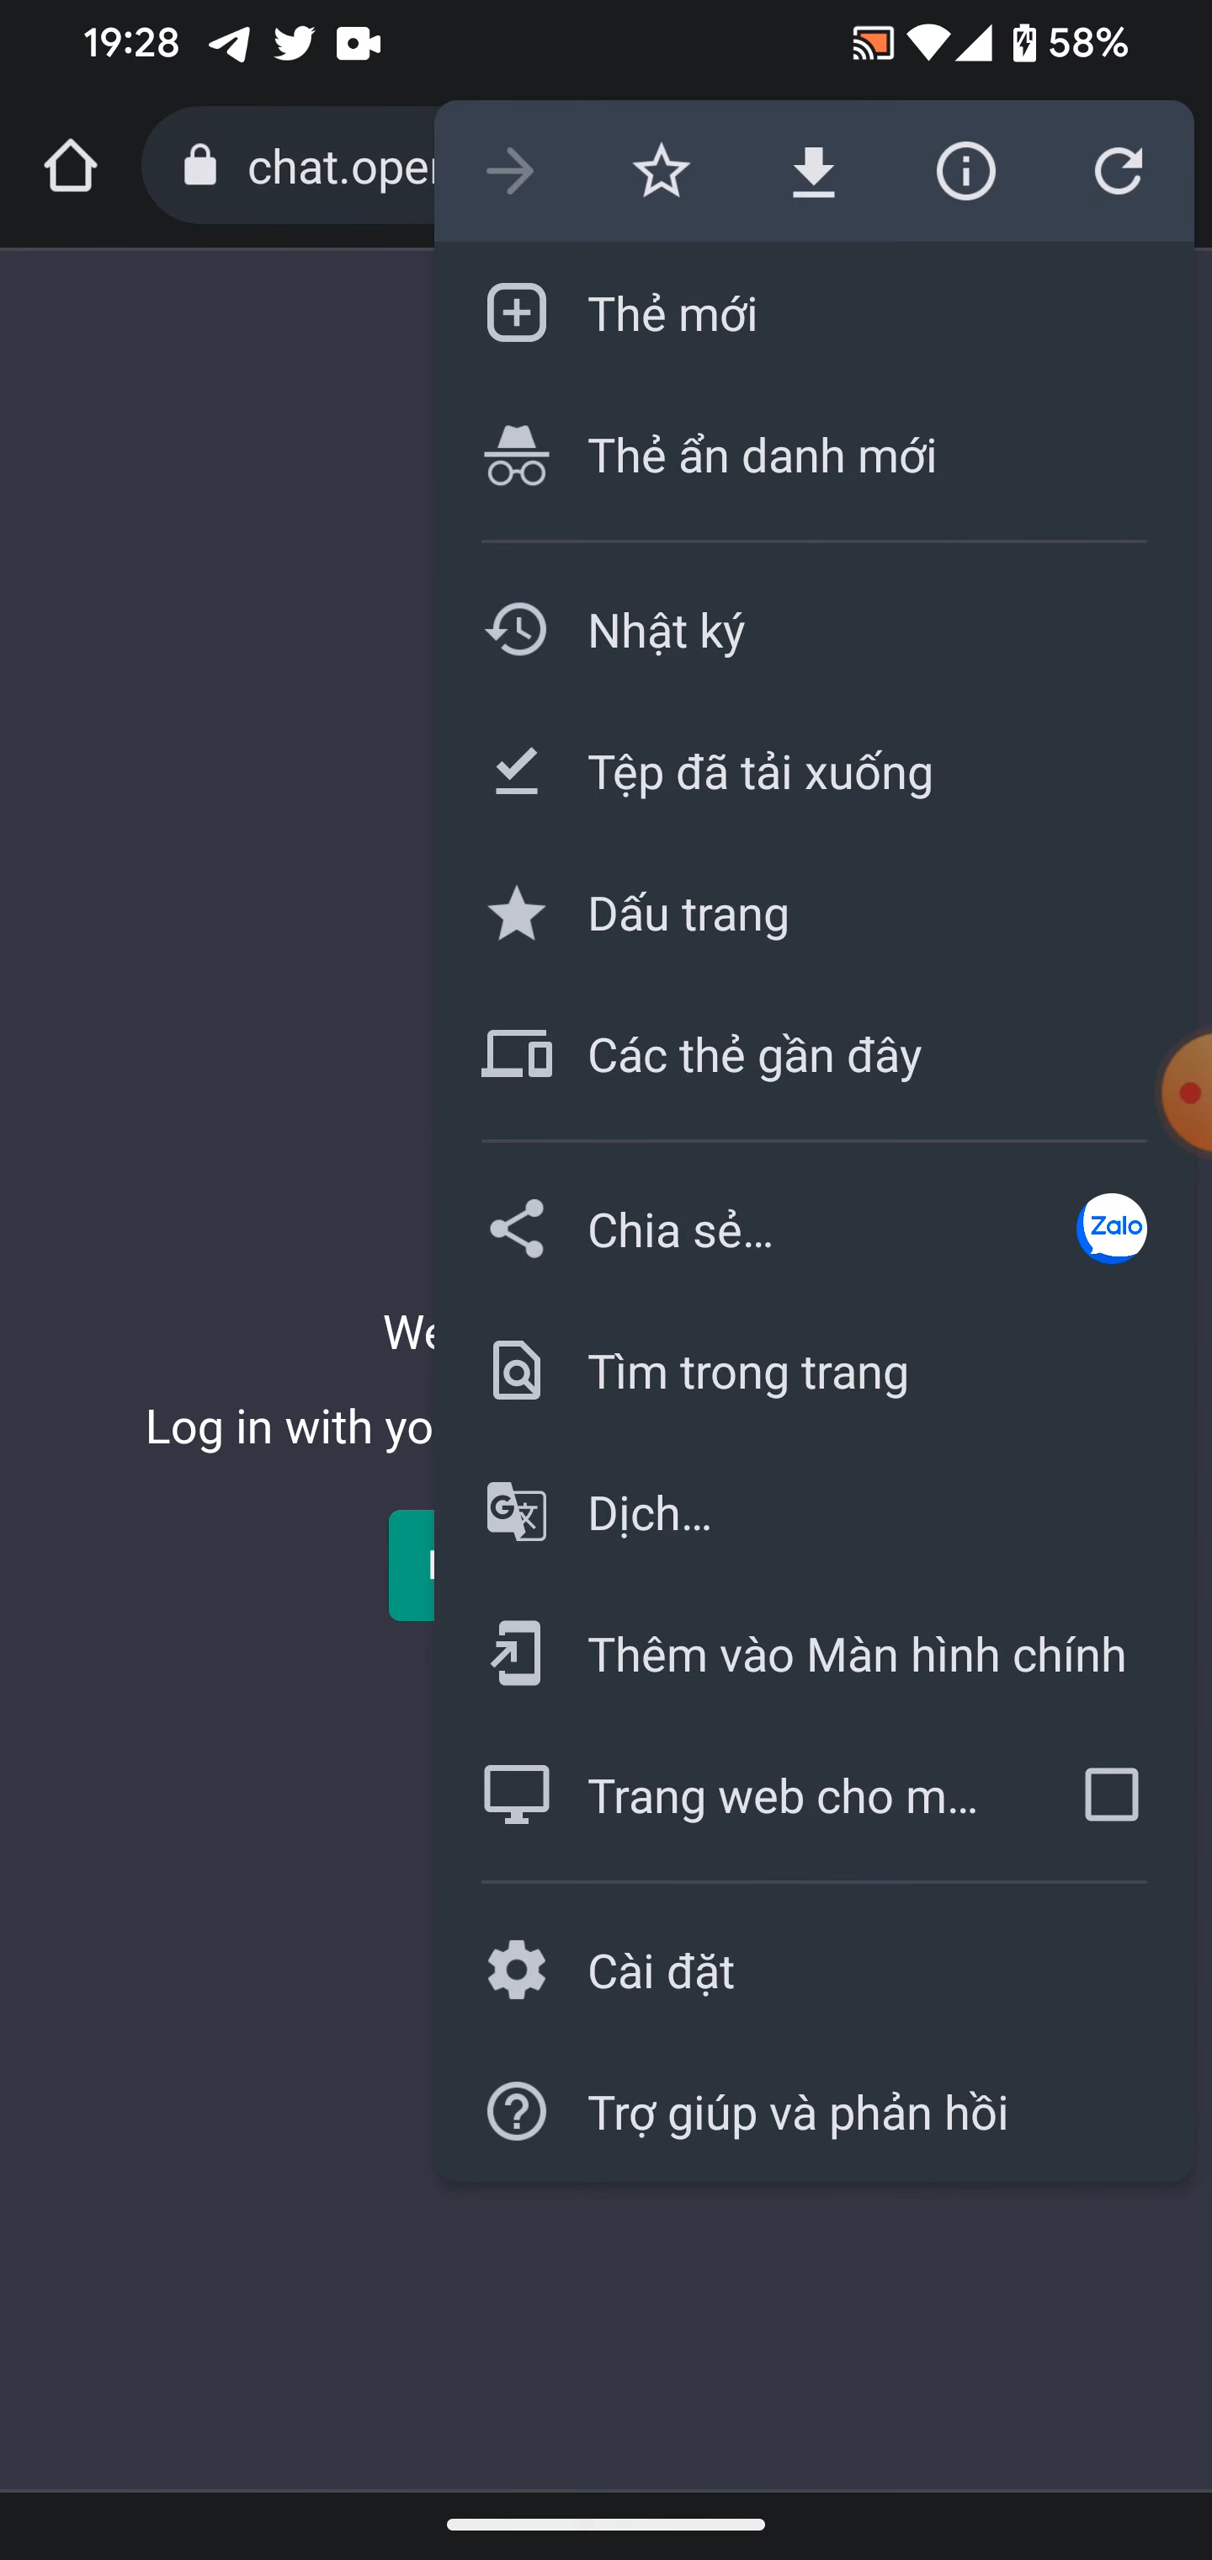 19:28
58%
chat.oper
Thẻ mới
Thẻ ẩn danh mới
Nhật ký
Tệp đã tải xuống
Dấu trang
Các thẻ gần đây
Chia sẻ...
Zalo
We
Tìm trong trang
Log in with yo
Dịch...
Thêm vào Màn hình chính
Trang web cho m...
Cài đặt
Trợ giúp và phản hồi